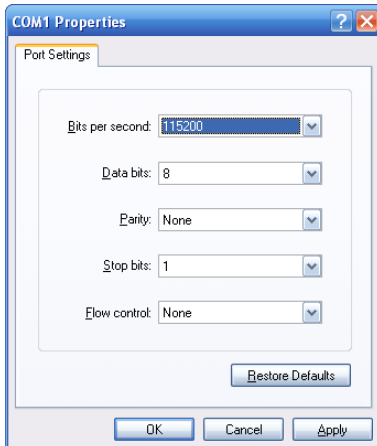 COM1 Properties
Port Settings
Bits per second: 115200
Data bits: 8
Parity: None
Stop bits: 1
Flow control: None
Restore Defaults
OK Cancel Apply